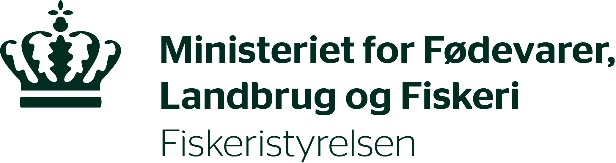 Ministeriet for Fødevarer,
Landbrug og Fiskeri
Fiskeristyrelsen